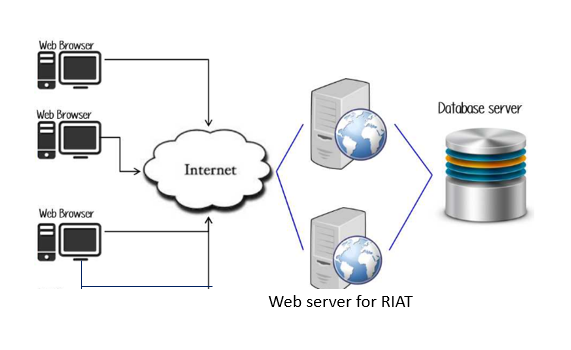 Web Browser
Web Browser
Internet
Web Browser
Database server
Web server for RIAT